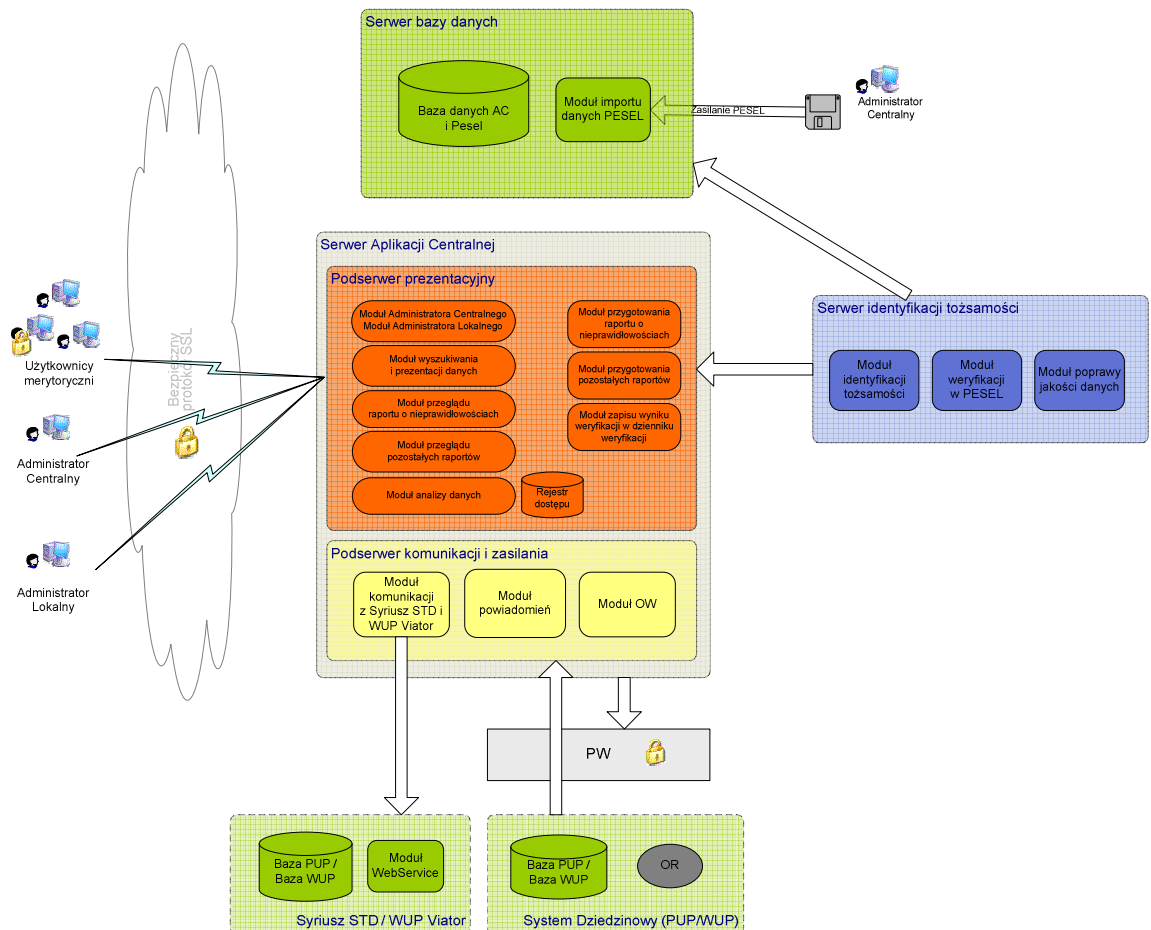 Serwer bazy danych
Baza danych AC
i Pesel
Moduł importu
danych PESEL
Zasilanie PESEL
Administrator
Centralny
Serwer Aplikacji Centralnej
Podserwer prezentacyjny
Moduł Administratora Centralnego
Moduł Administratora Lokalnego
Moduł wyszukiwania
i prezentacji danych
Moduł przeglądu
raportu o nieprawidłowościach
Moduł przeglądu
pozostałych raportów
Moduł analizy danych
Rejestr
dostępu
Moduł przygotowania
raportu o
nieprawidłowościach
Moduł przygotowania
pozostałych raportów
Moduł zapisu wyniku
weryfikacji w dzienniku
weryfikacji
Serwer identyfikacji tożsamości
Moduł
identyfikacji
tożsamości
Moduł
weryfikacji
w PESEL
Moduł poprawy
jakości danych
Użytkownicy
merytoryczni
Administrator
Centralny
Administrator
Lokalny
Bezpieczny
protokół SSL
Podserwer komunikacji i zasilania
Moduł
komunikacji
z Syriusz STD i
WUP Viator
Moduł
powiadomień
Moduł OW
PW
Baza PUP /
Baza WUP
Moduł
WebService
Syriusz STD / WUP Viator
Baza PUP /
Baza WUP
OR
System Dziedzinowy (PUP/WUP)